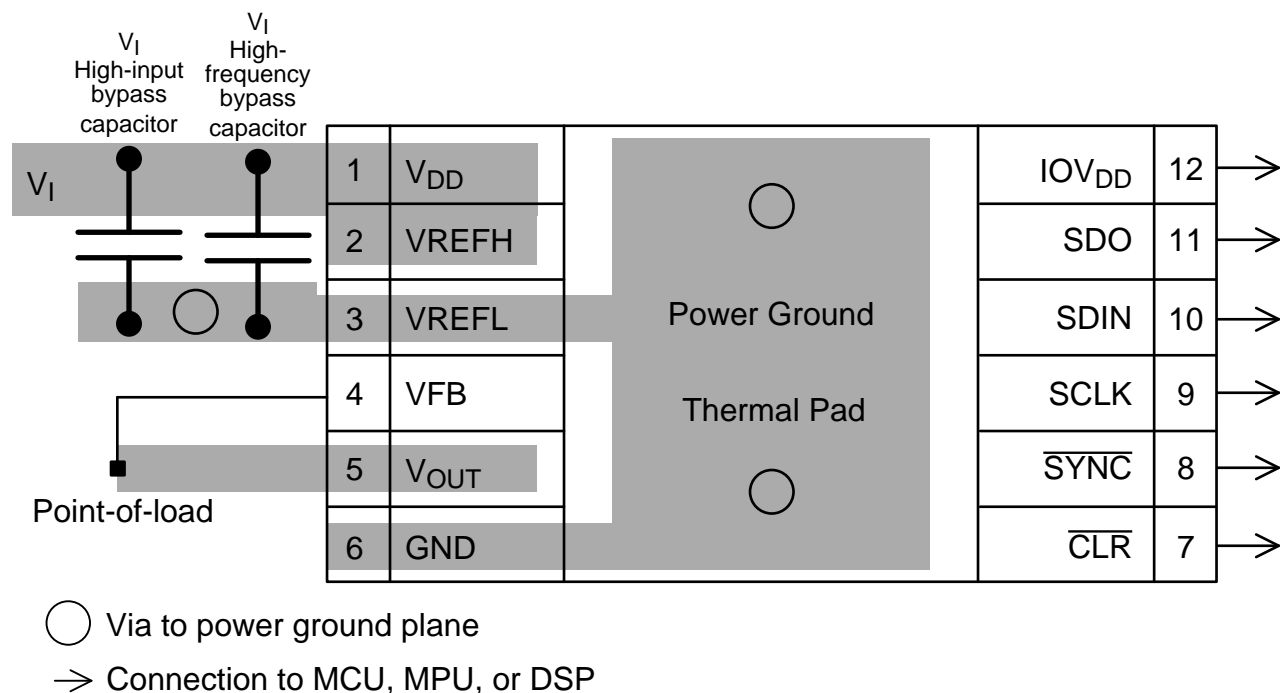 V_I
High-input
bypass
capacitor
V_I
High-
frequency
bypass
capacitor
V_I
1 V_DD
2 VREFH
3 VREFL
4 VFB
5 V_OUT
6 GND
Point-of-load
Power Ground
Thermal Pad
IOV_DD 12
SDO 11
SDIN 10
SCLK 9
S̅Y̅N̅C̅ 8
C̅L̅R̅ 7
Via to power ground plane
Connection to MCU, MPU, or DSP